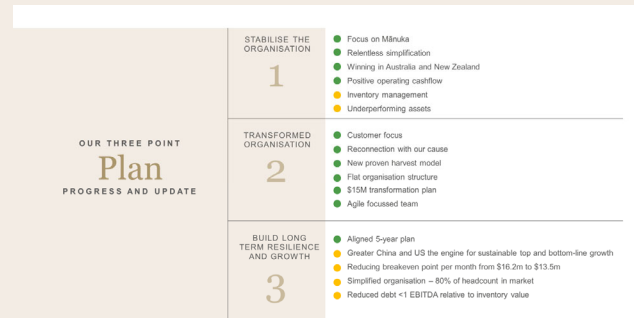 OUR THREE POINT
Plan
PROGRESS AND UPDATE
STABILISE THE
ORGANISATION
1
Focus on Mānuka
Relentless simplification
Winning in Australia and New Zealand
Positive operating cashflow
Inventory management
Underperforming assets
TRANSFORMED
ORGANISATION
2
Customer focus
Reconnection with our cause
New proven harvest model
Flat organisation structure
$15M transformation plan
Agile focussed team
BUILD LONG
TERM RESILIENCE
AND GROWTH
3
Aligned 5-year plan
Greater China and US the engine for sustainable top and bottom-line growth
Reducing breakeven point per month from $16.2m to $13.5m
Simplified organisation – 80% of headcount in market
Reduced debt <1 EBITDA relative to inventory value